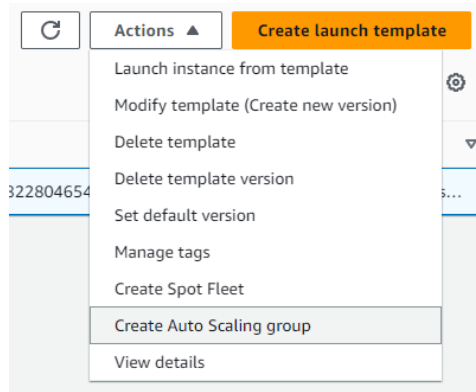 Actions ▲
Create launch template
Launch instance from template
Modify template (Create new version)
Delete template
Delete template version
322804654
s...
Set default version
Manage tags
Create Spot Fleet
Create Auto Scaling group
View details